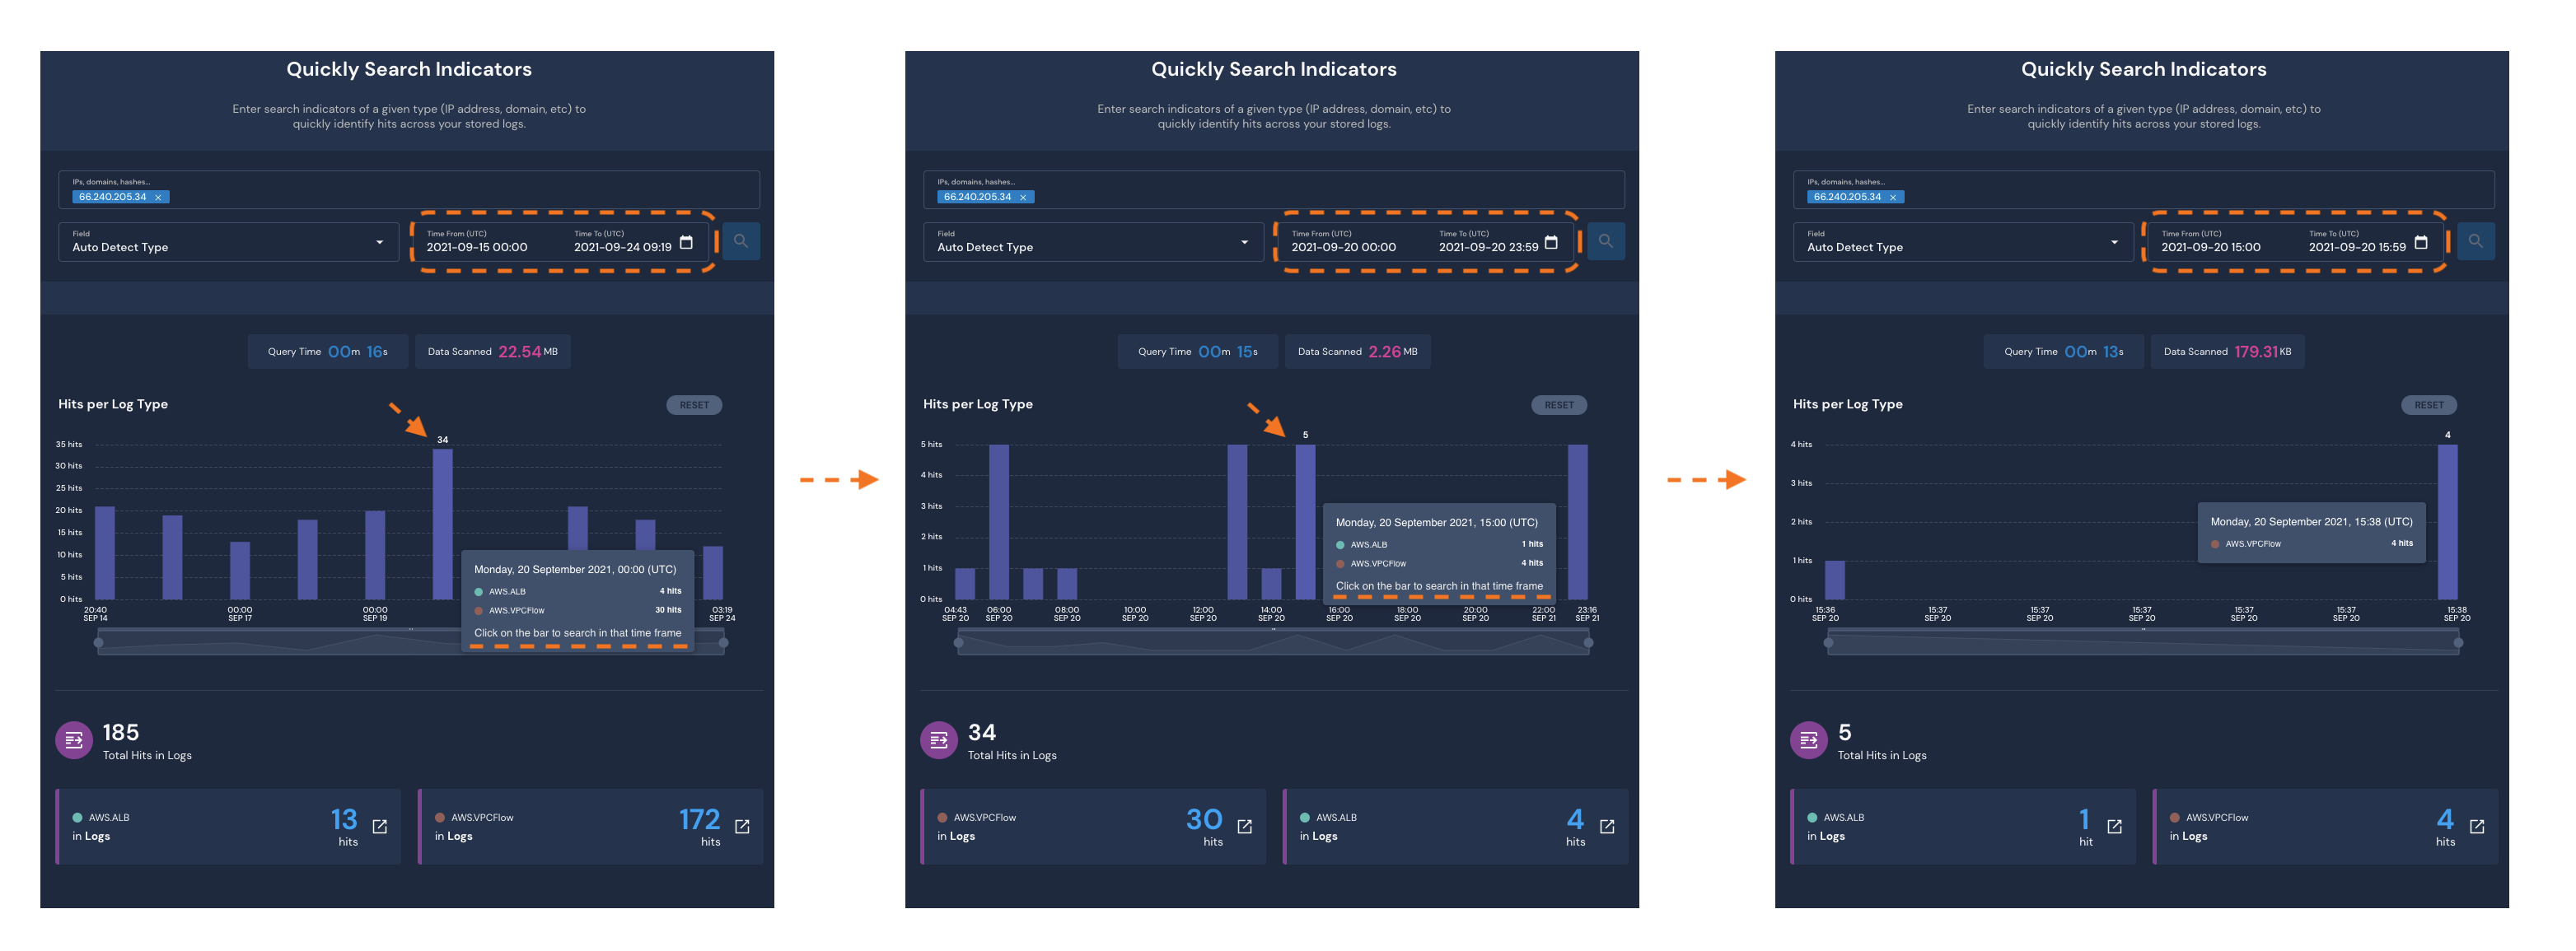 Quickly Search Indicators
Enter search indicators of a given type (IP address, domain, etc) to
quickly identify hits across your stored logs.
IPs, domains, hashes...
66.240.205.34 ×
Field
Auto Detect Type
Time From (UTC)
2021-09-15 00:00
Time To (UTC)
2021-09-24 09:19
Query Time 00m 16s
Data Scanned 22.54 MB
Hits per Log Type
RESET
34
35 hits
30 hits
25 hits
20 hits
15 hits
10 hits
5 hits
0 hits
20:40
SEP 14
00:00
SEP 17
00:00
SEP 19
03:19
SEP 24
Monday, 20 September 2021, 00:00 (UTC)
AWS.ALB 4 hits
AWS.VPCFlow 30 hits
Click on the bar to search in that time frame
185
Total Hits in Logs
AWS.ALB
in Logs
13
hits
AWS.VPCFlow
in Logs
172
hits
Quickly Search Indicators
Enter search indicators of a given type (IP address, domain, etc) to
quickly identify hits across your stored logs.
IPs, domains, hashes...
66.240.205.34 ×
Field
Auto Detect Type
Time From (UTC)
2021-09-20 00:00
Time To (UTC)
2021-09-20 23:59
Query Time 00m 15s
Data Scanned 2.26 MB
Hits per Log Type
RESET
5
5 hits
4 hits
3 hits
2 hits
1 hits
0 hits
04:43
SEP 20
06:00
SEP 20
08:00
SEP 20
10:00
SEP 20
12:00
SEP 20
14:00
SEP 20
16:00
SEP 20
18:00
SEP 20
20:00
SEP 20
22:00
SEP 21
23:16
SEP 21
Monday, 20 September 2021, 15:00 (UTC)
AWS.ALB 1 hits
AWS.VPCFlow 4 hits
Click on the bar to search in that time frame
34
Total Hits in Logs
AWS.VPCFlow
in Logs
30
hits
AWS.ALB
in Logs
4
hits
Quickly Search Indicators
Enter search indicators of a given type (IP address, domain, etc) to
quickly identify hits across your stored logs.
IPs, domains, hashes...
66.240.205.34 ×
Field
Auto Detect Type
Time From (UTC)
2021-09-20 15:00
Time To (UTC)
2021-09-20 15:59
Query Time 00m 13s
Data Scanned 179.31 KB
Hits per Log Type
RESET
4
4 hits
3 hits
2 hits
1 hits
0 hits
15:36
SEP 20
15:37
SEP 20
15:37
SEP 20
15:37
SEP 20
15:37
SEP 20
15:37
SEP 20
15:38
SEP 20
Monday, 20 September 2021, 15:38 (UTC)
AWS.VPCFlow 4 hits
5
Total Hits in Logs
AWS.ALB
in Logs
1
hit
AWS.VPCFlow
in Logs
4
hits